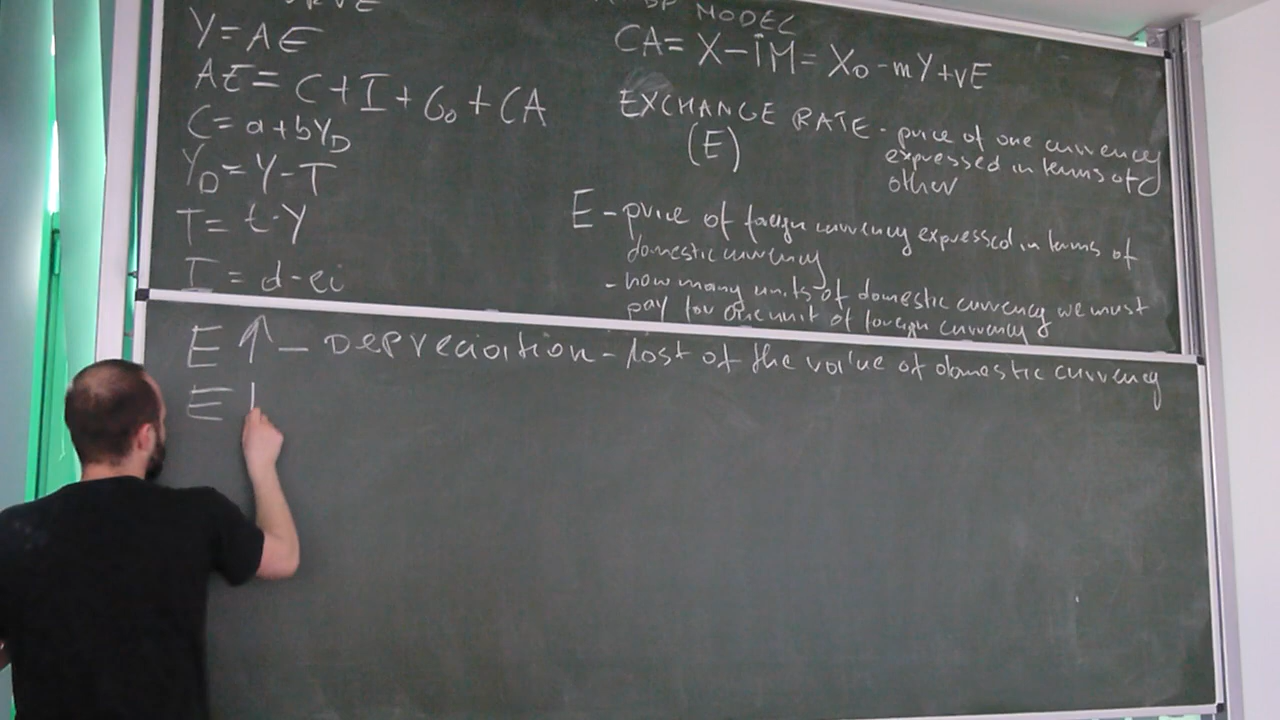 Y=AE
AE=C+I+G₀+CA
C=a+bY_D
Y_D=Y-T
T=t·Y
I=d-ei
BP MODEL
CA=X-IM=X₀-mY+vE
EXCHANGE RATE - price of one currency
(E)
expressed in terms of
other
E-price of foreign currency expressed in terms of
domestic currency
-how many units of domestic currency we must
pay for one unit of foreign currency
E↑-Depreciation-lost of the value of domestic currency
E